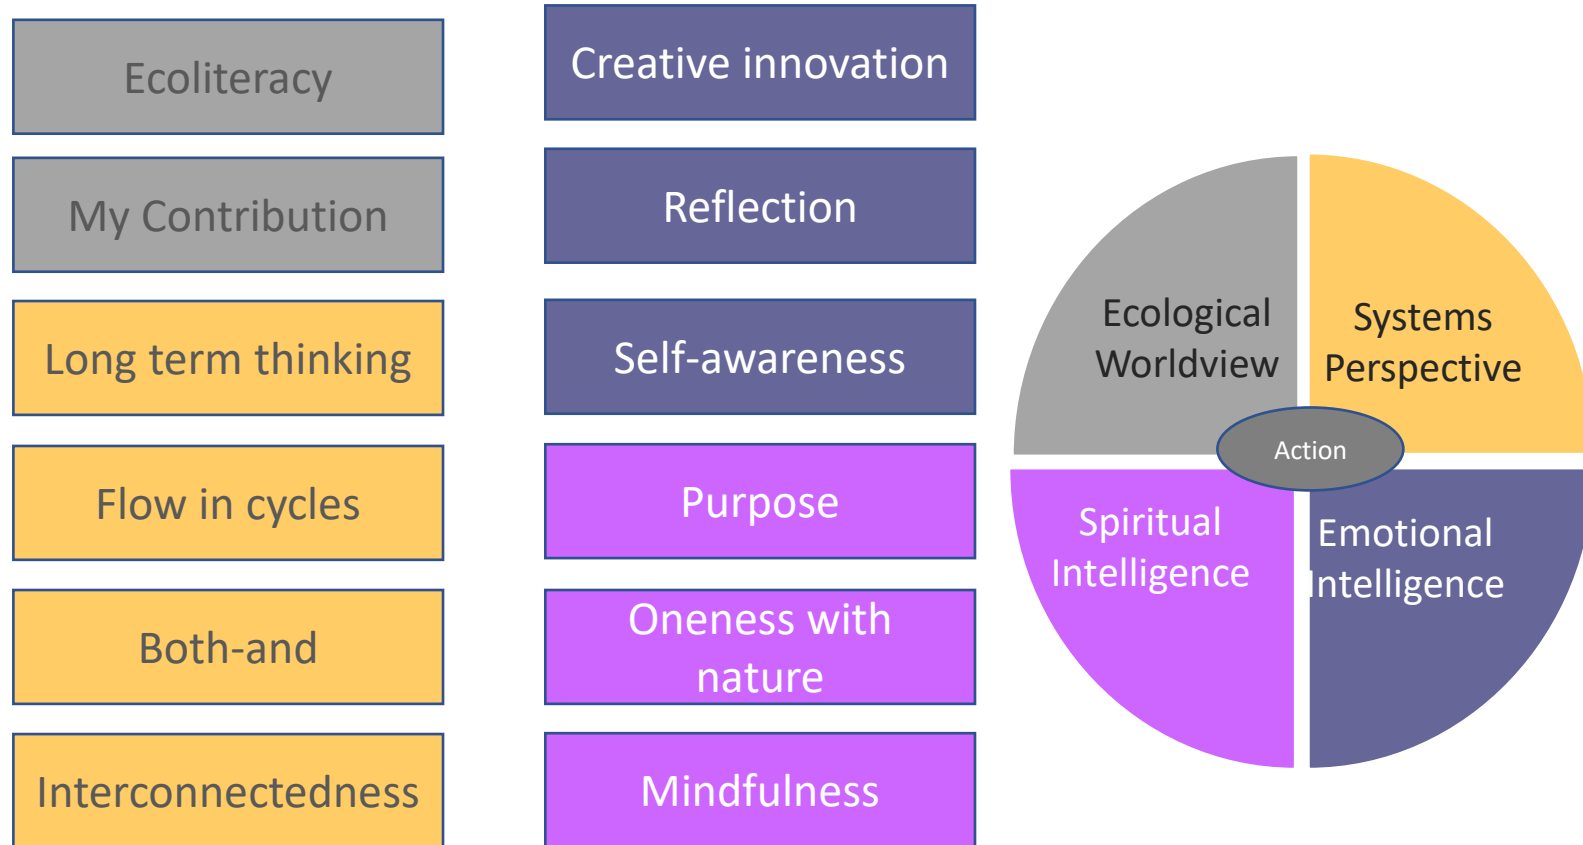 Ecoliteracy
My Contribution
Long term thinking
Flow in cycles
Both-and
Interconnectedness
Creative innovation
Reflection
Self-awareness
Purpose
Oneness with
nature
Mindfulness
Ecological
Worldview
Systems
Perspective
Action
Spiritual
Intelligence
Emotional
Intelligence